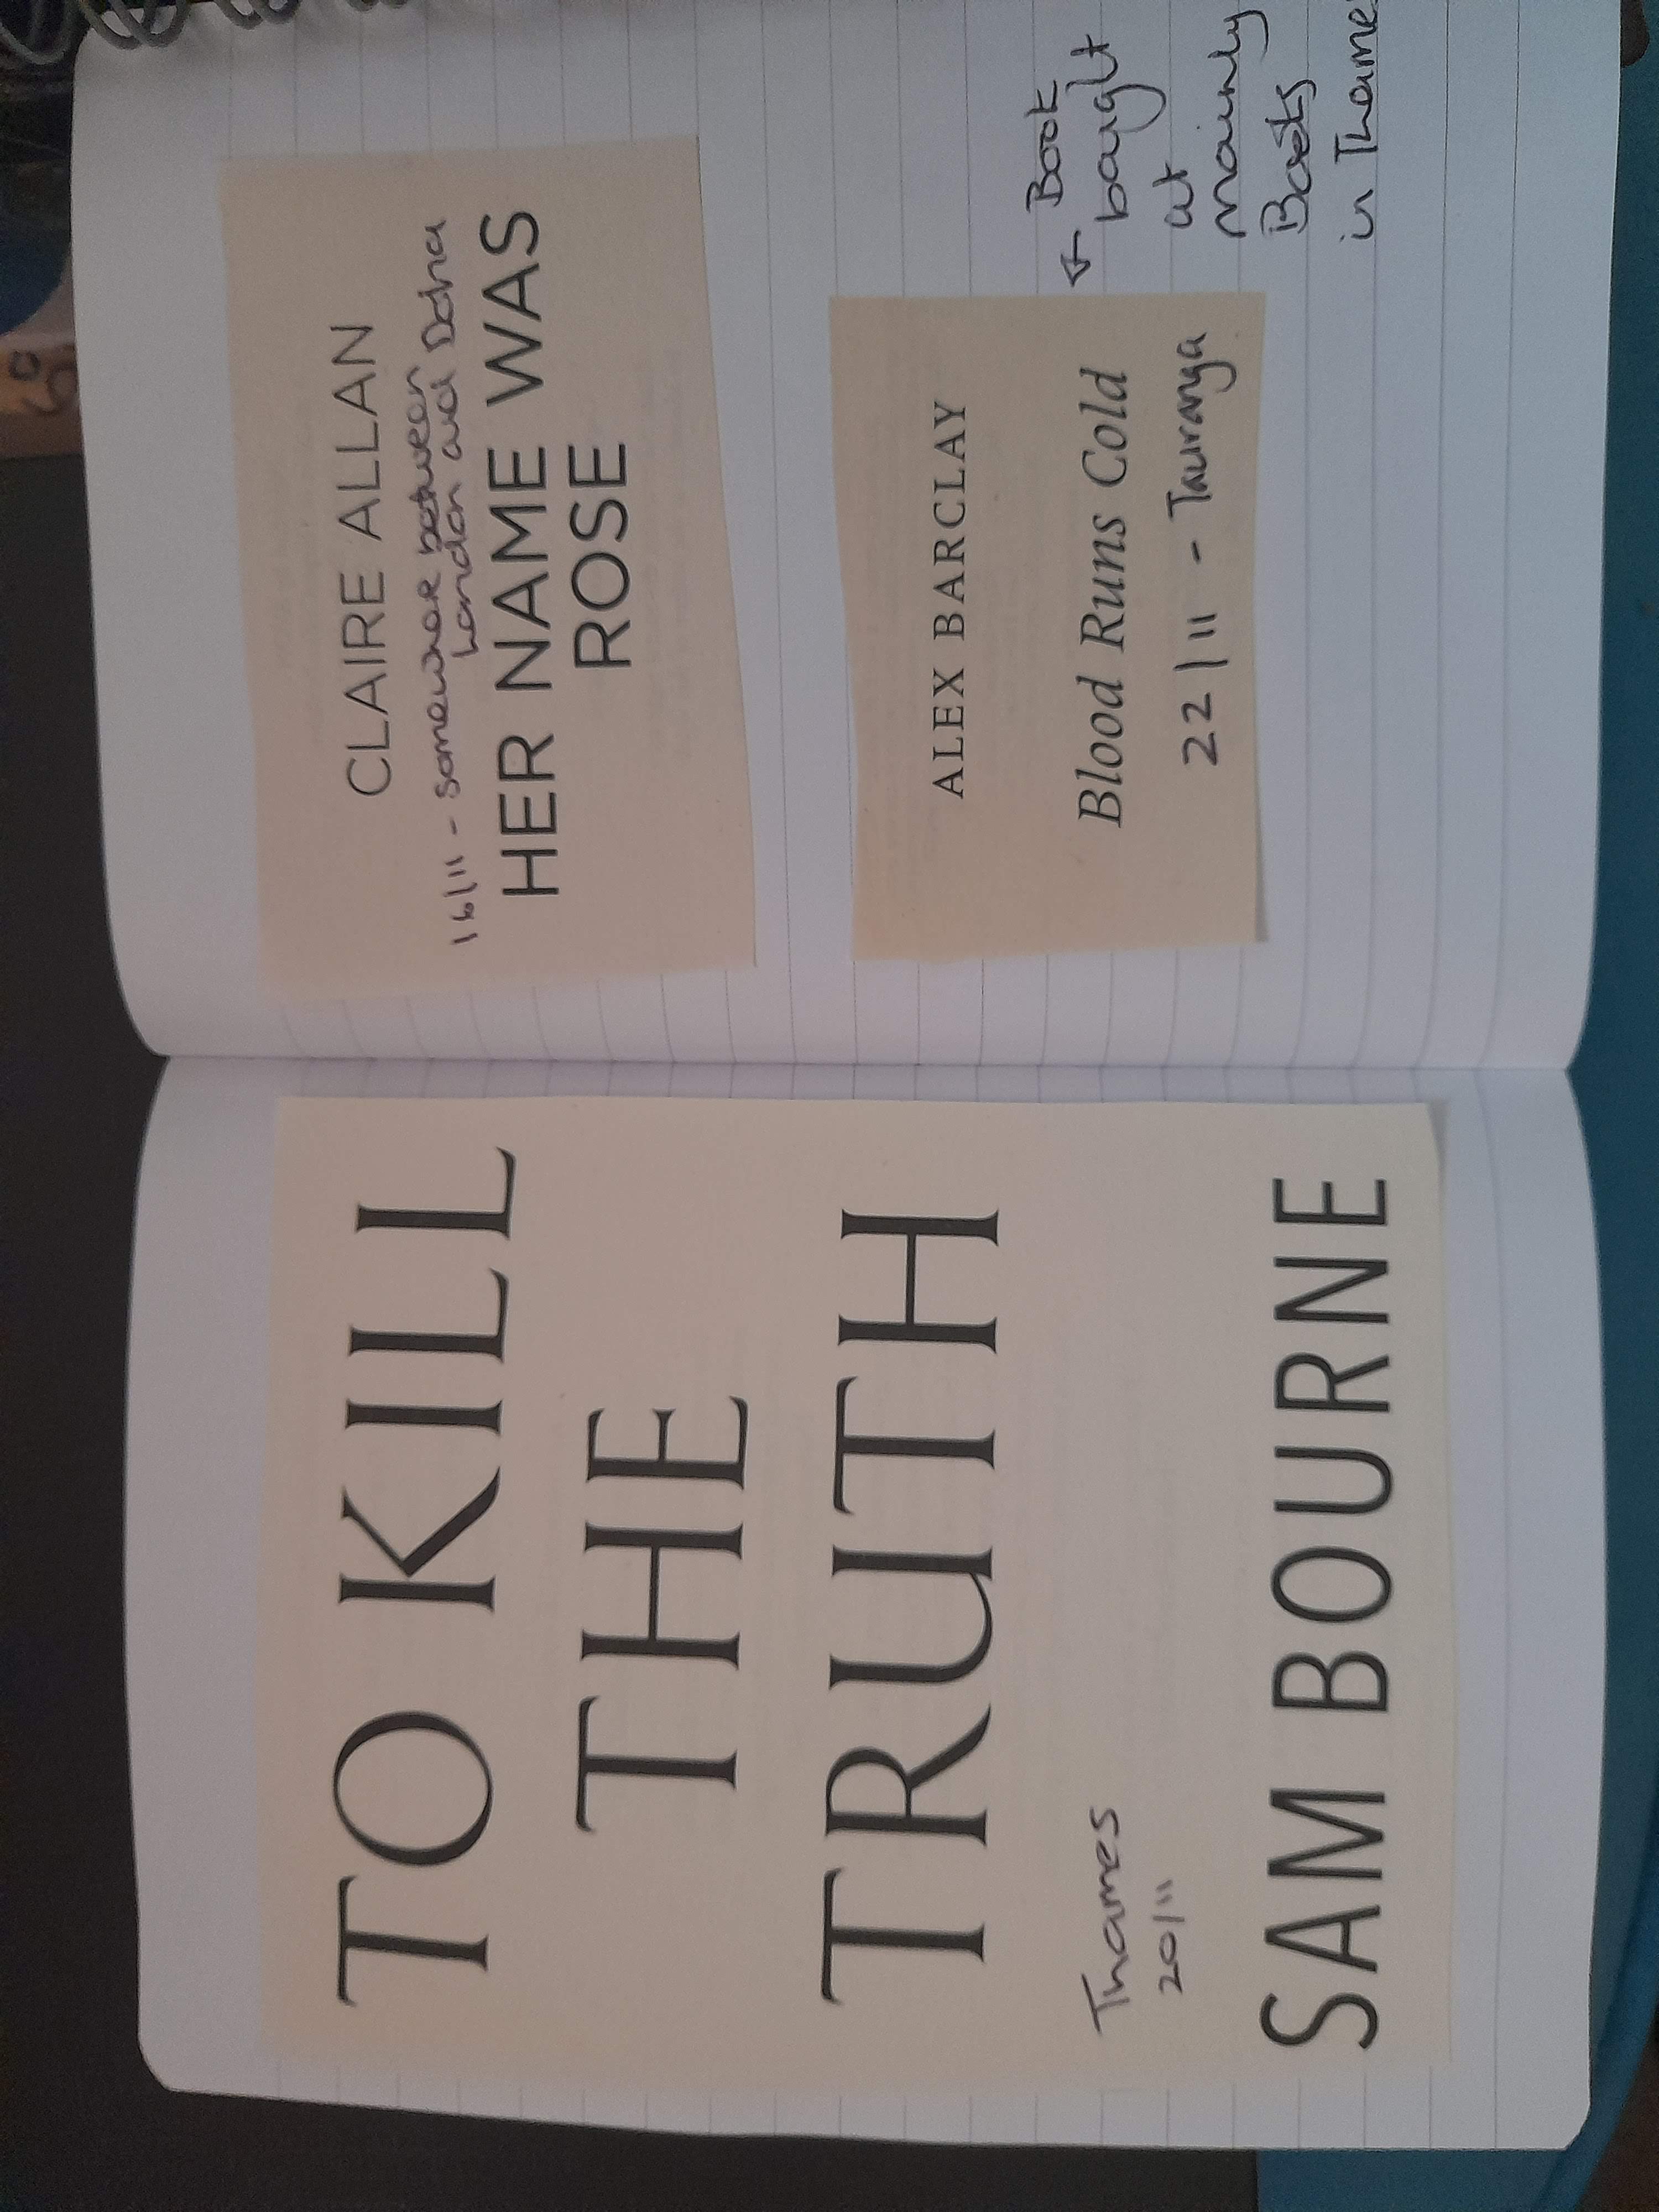 TO KILL
THE
TRUTH
Thames
20/11
SAM BOURNE
CLAIRE ALLAN
16/11 - somewhere between
London and Doha
HER NAME WAS
ROSE
ALEX BARCLAY
Blood Runs Cold
22/11 - Tauranga
← Book
bought
at
mainly
Books
in Thames